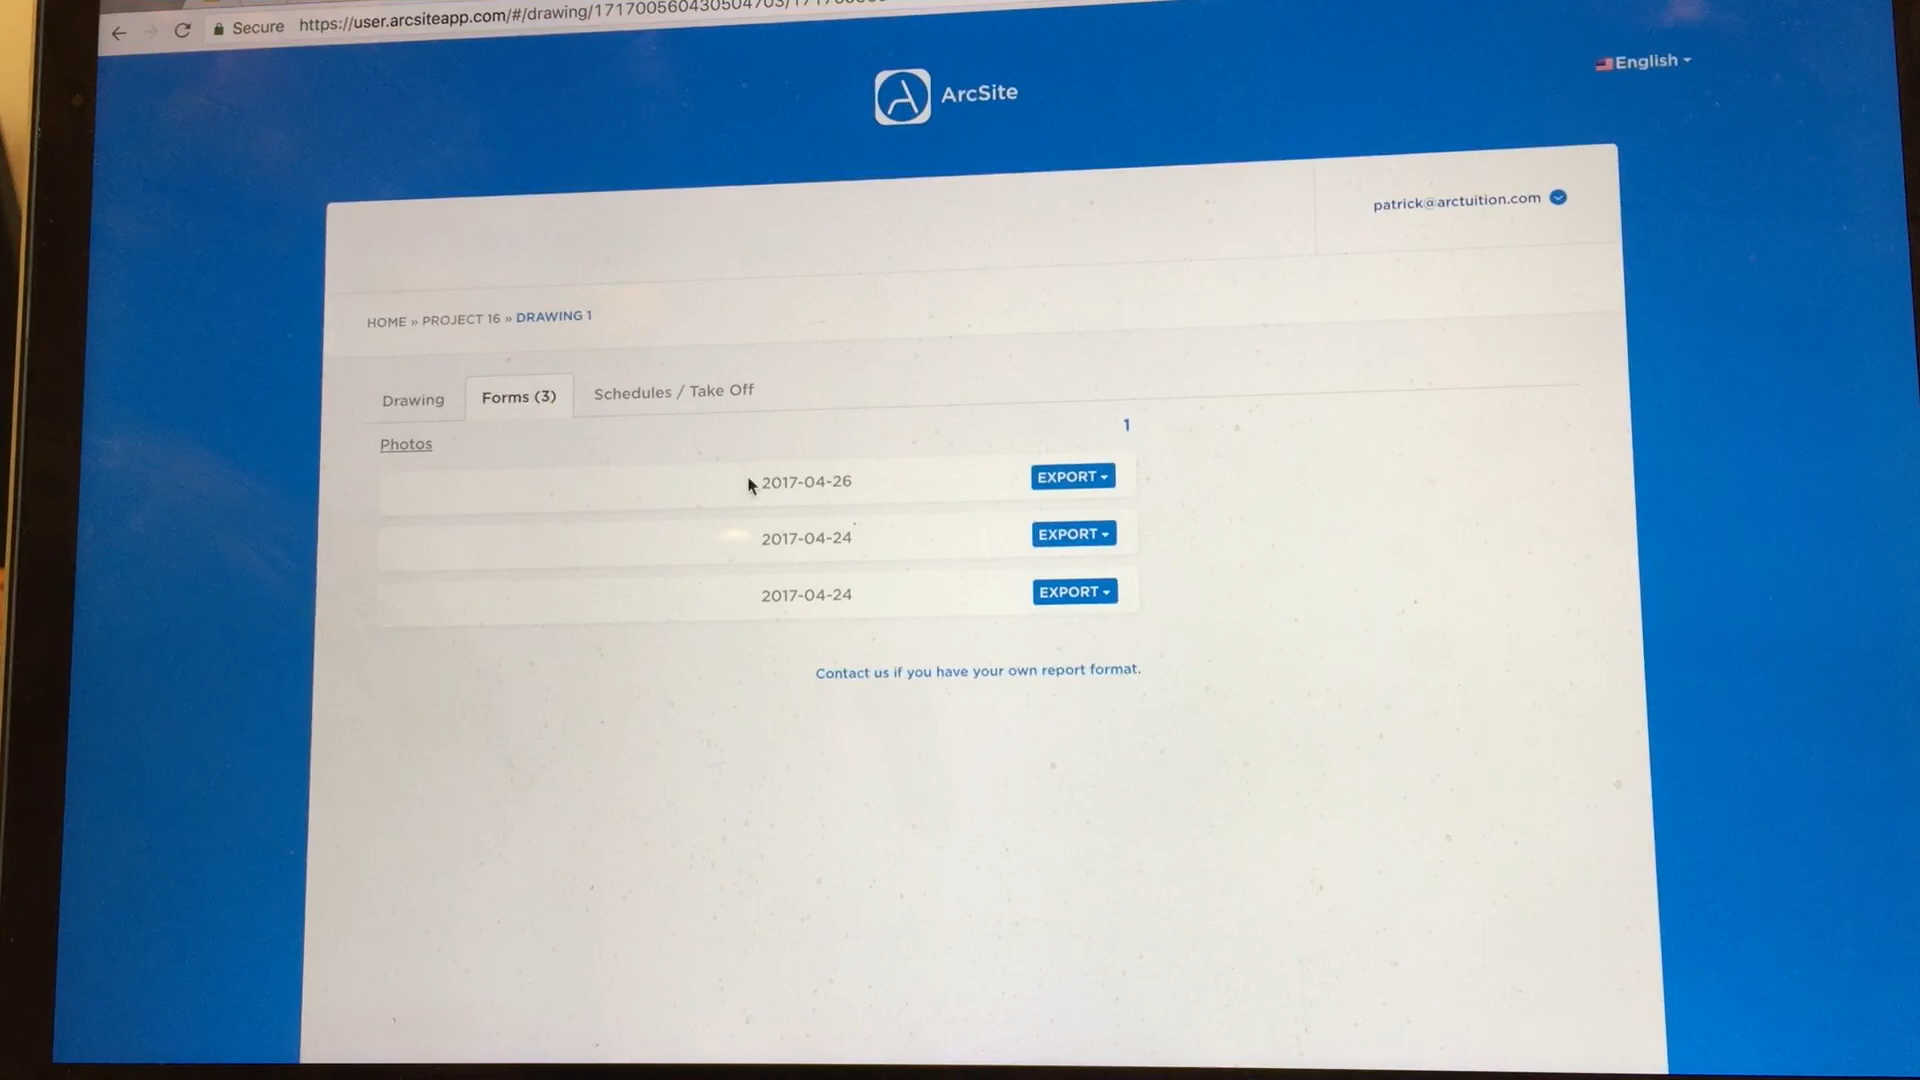 Secure https://user.arcsiteapp.com/#/drawing/171700560430504703/
English
ArcSite
patrick@arctuition.com
HOME » PROJECT 16 » DRAWING 1
Drawing Forms (3) Schedules / Take Off
1
Photos
2017-04-26 EXPORT
2017-04-24 EXPORT
2017-04-24 EXPORT
Contact us if you have your own report format.